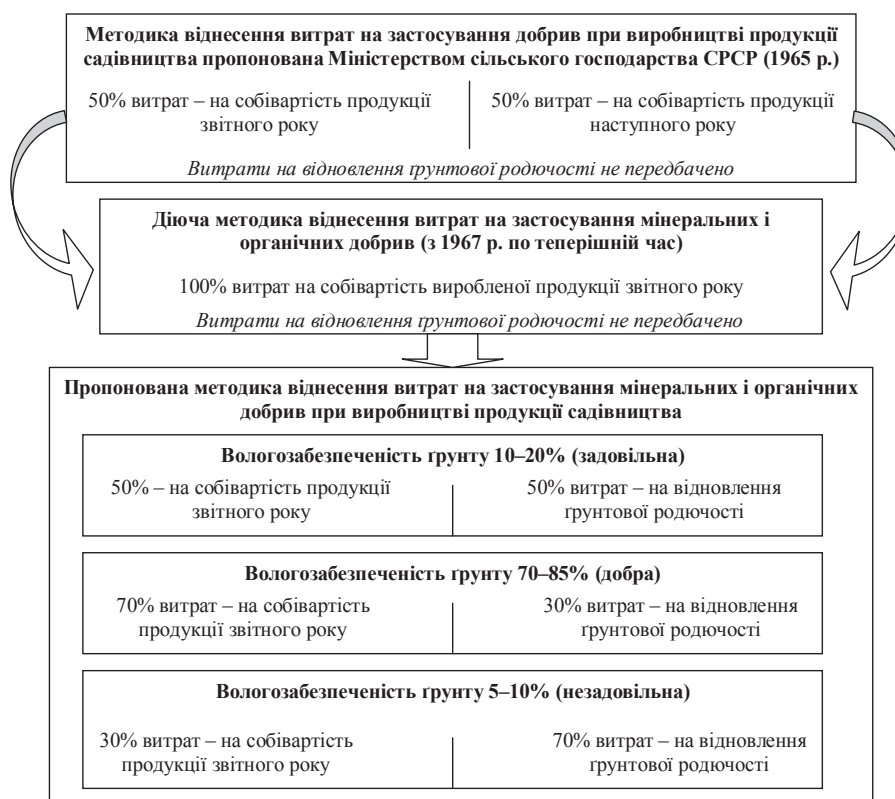 Методика віднесення витрат на застосування добрив при виробництві продукції
садівництва пропонована Міністерством сільського господарства СРСР (1965 р.)
50% витрат – на собівартість продукції
звітного року
50% витрат – на собівартість продукції
наступного року
Витрати на відновлення ґрунтової родючості не передбачено
Діюча методика віднесення витрат на застосування мінеральних і
органічних добрив (з 1967 р. по теперішній час)
100% витрат на собівартість виробленої продукції звітного року
Витрати на відновлення ґрунтової родючості не передбачено
Пропонована методика віднесення витрат на застосування мінеральних і органічних
добрив при виробництві продукції садівництва
Вологозабезпеченість ґрунту 10–20% (задовільна)
50% – на собівартість продукції
звітного року
50% витрат – на відновлення
ґрунтової родючості
Вологозабезпеченість ґрунту 70–85% (добра)
70% витрат – на собівартість
продукції звітного року
30% витрат – на відновлення
ґрунтової родючості
Вологозабезпеченість ґрунту 5–10% (незадовільна)
30% витрат – на собівартість
продукції звітного року
70% витрат – на відновлення
ґрунтової родючості